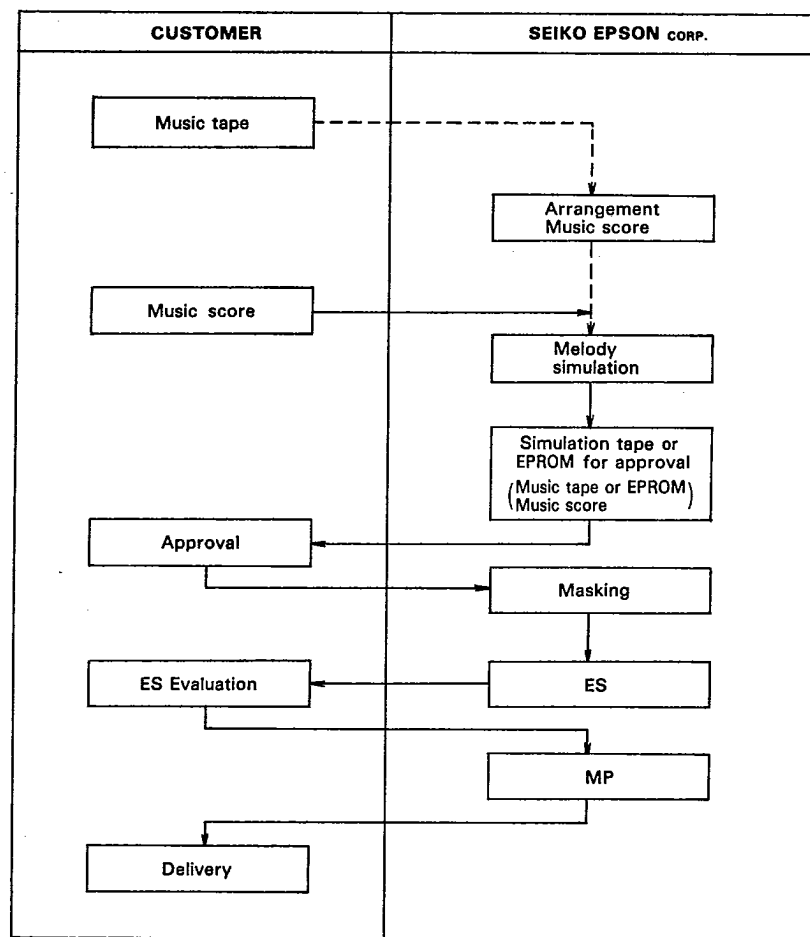 CUSTOMER
SEIKO EPSON CORP.
Music tape
Arrangement
Music score
Music score
Melody
simulation
Simulation tape or
EPROM for approval
(Music tape or EPROM
Music score)
Approval
Masking
ES Evaluation
ES
MP
Delivery